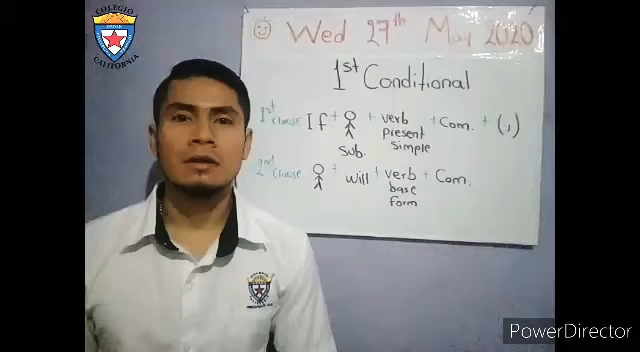 COLEGIO
CALIFORNIA
Wed 27th May 2020
1st Conditional
1st clause If + + verb present simple + Com. + (,)
Sub.
2nd clause + will + verb base form + Com.
PowerDirector